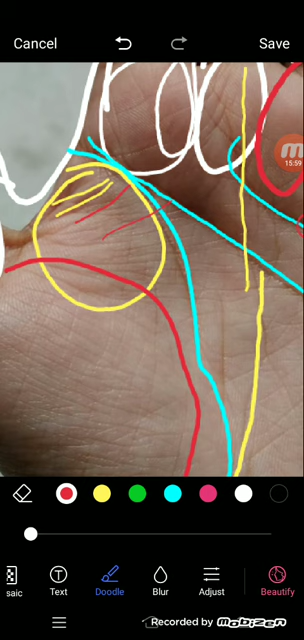 Cancel
Save
15:59
saic
Text
Doodle
Blur
Adjust
Beautify
Recorded by mobizen